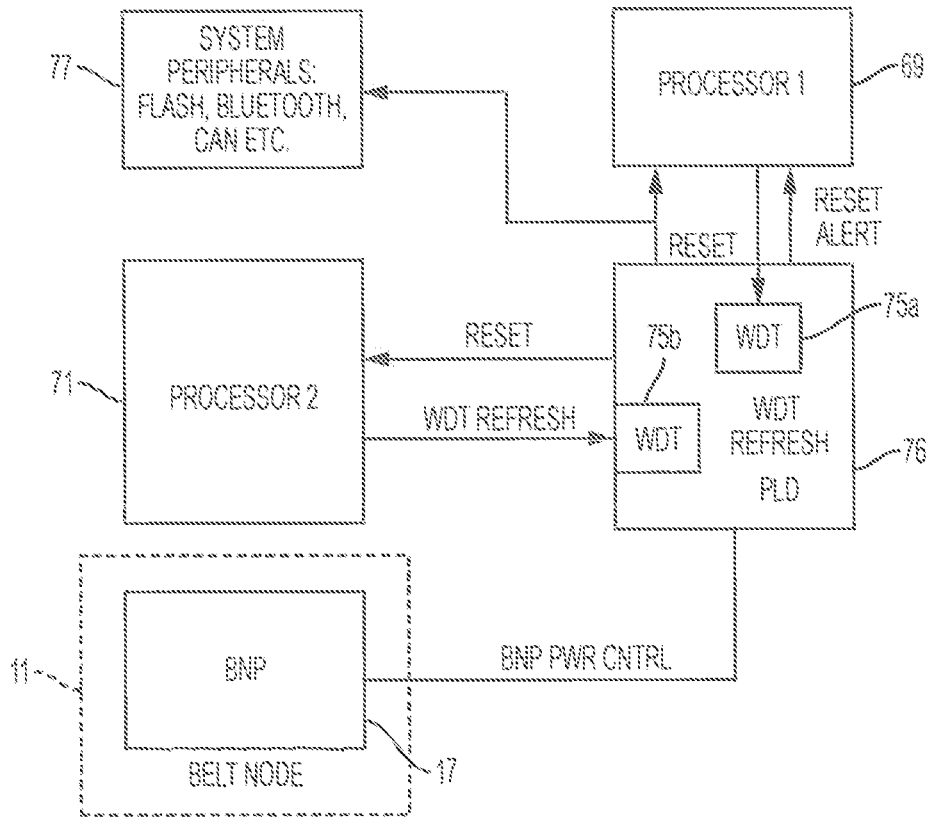 77
SYSTEM
PERIPHERALS:
FLASH, BLUETOOTH,
CAN ETC.
PROCESSOR 1
69
RESET
RESET
ALERT
71
PROCESSOR 2
RESET
WDT REFRESH
75b
WDT
75a
WDT
WDT
REFRESH
PLD
76
11
BNP
BELT NODE
17
BNP PWR CNTRL